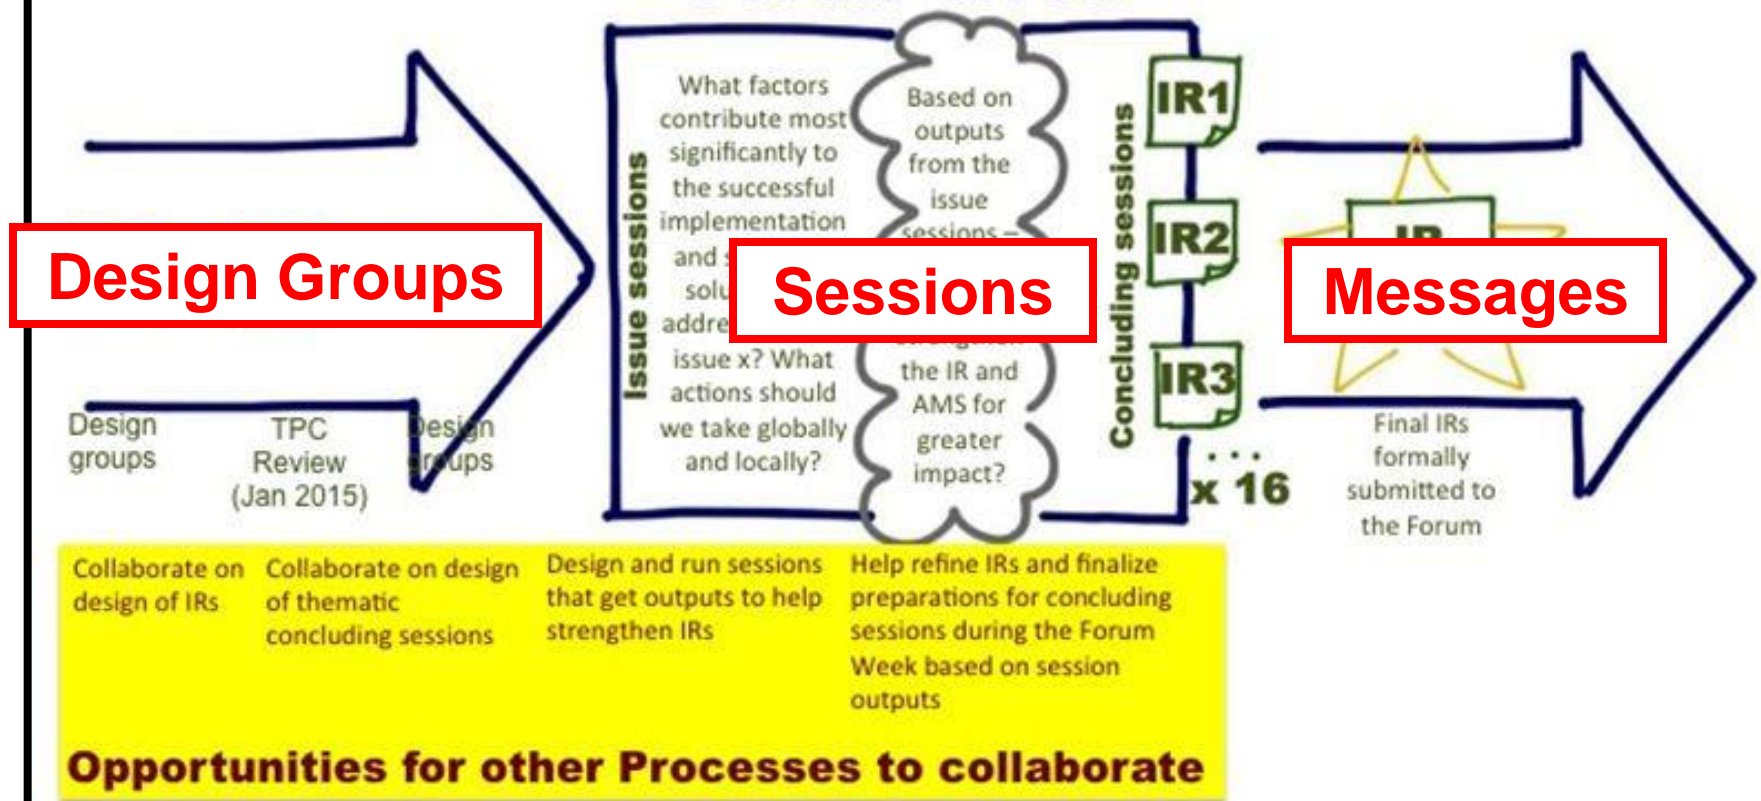 Design Groups
Design
groups
TPC
Review
(Jan 2015)
Design
groups
Issue sessions
What factors
contribute most
significantly to
the successful
implementation
and
addre
issue x? What
actions should
we take globally
and locally?
Sessions
Based on
outputs
from the
issue
sessions –
the IR and
AMS for
greater
impact?
Concluding sessions
IR1
IR2
IR3
...
x 16
IR
Messages
Final IRs
formally
submitted to
the Forum
Collaborate on
design of IRs
Collaborate on design
of thematic
concluding sessions
Design and run sessions
that get outputs to help
strengthen IRs
Help refine IRs and finalize
preparations for concluding
sessions during the Forum
Week based on session
outputs
Opportunities for other Processes to collaborate